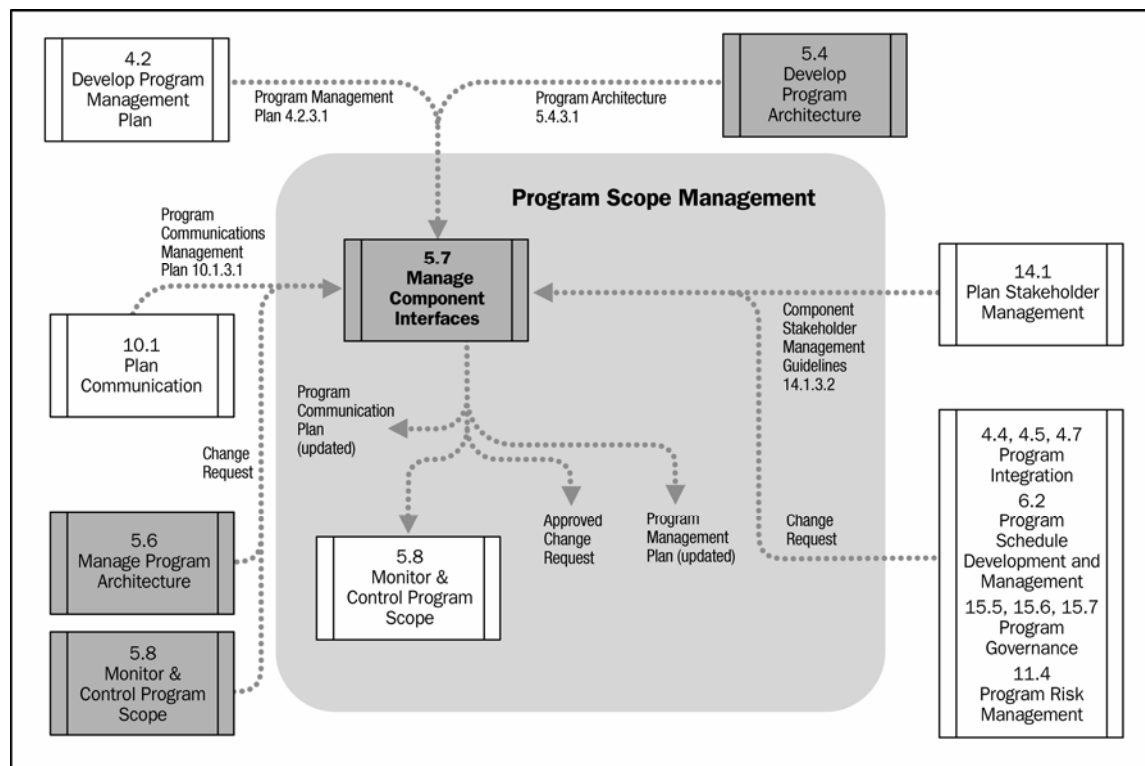 4.2
Develop Program
Management
Plan
Program Management
Plan 4.2.3.1
Program Architecture
5.4.3.1
5.4
Develop
Program
Architecture
Program Scope Management
Program
Communications
Management
Plan 10.1.3.1
5.7
Manage
Component
Interfaces
14.1
Plan Stakeholder
Management
Component
Stakeholder
Management
Guidelines
14.1.3.2
10.1
Plan
Communication
Program
Communication
Plan
(updated)
Change
Request
4.4, 4.5, 4.7
Program
Integration
6.2
Program
Schedule
Development and
Management
15.5, 15.6, 15.7
Program
Governance
11.4
Program Risk
Management
5.6
Manage Program
Architecture
5.8
Monitor &
Control Program
Scope
Approved
Change
Request
Program
Management
Plan (updated)
Change
Request
5.8
Monitor &
Control Program
Scope